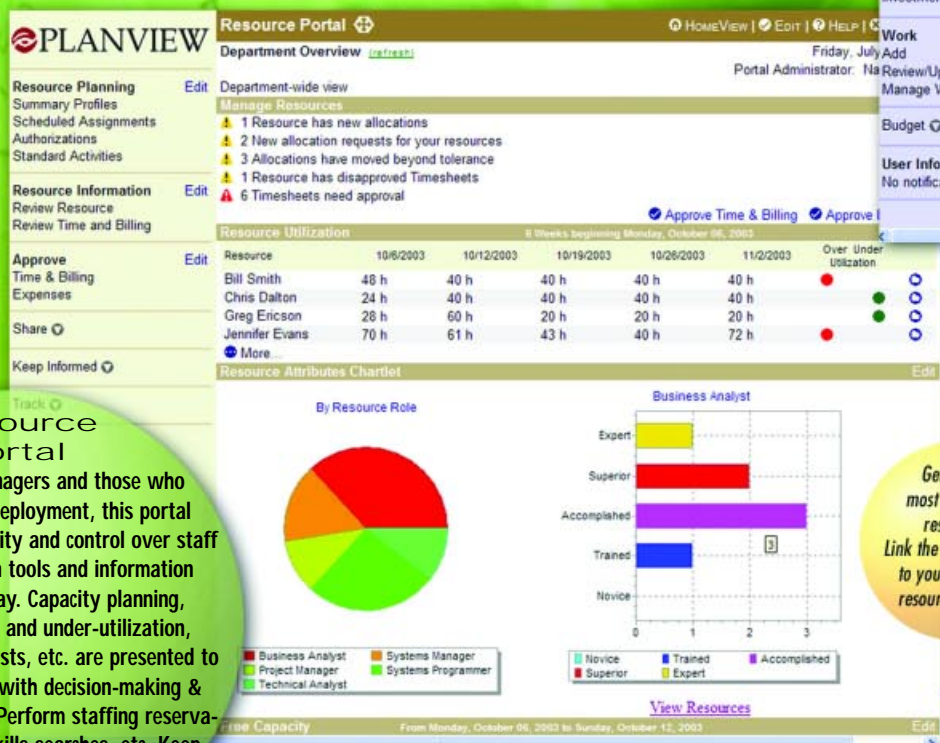 PLANVIEW
Resource Planning Edit
Summary Profiles
Scheduled Assignments
Authorizations
Standard Activities
Resource Information Edit
Review Resource
Review Time and Billing
Approve Edit
Time & Billing
Expenses
Share
Keep Informed
Track
Resource Portal
HOMEVIEW | EDIT | HELP |
Department Overview (refresh)
Friday, July
Portal Administrator: Na
Department-wide view
Manage Resources
1 Resource has new allocations
2 New allocation requests for your resources
3 Allocations have moved beyond tolerance
1 Resource has disapproved Timesheets
6 Timesheets need approval
Approve Time & Billing Approve
Resource Utilization 6 Weeks beginning Monday, October 06, 2003
Resource 10/6/2003 10/12/2003 10/19/2003 10/26/2003 11/2/2003 Over Under
Utilization
Bill Smith 48 h 40 h 40 h 40 h 40 h
Chris Dalton 24 h 40 h 40 h 40 h 40 h
Greg Ericson 28 h 60 h 20 h 20 h 20 h
Jennifer Evans 70 h 61 h 43 h 40 h 72 h
More...
Resource Attributes Chartlet Edit
By Resource Role
Business Analyst Systems Manager
Project Manager Systems Programmer
Technical Analyst
Business Analyst
Expert
Superior
Accomplished
Trained
Novice
3
0 1 2 3
Novice Trained Accomplished
Superior Expert
View Resources
Free Capacity From Monday, October 06, 2003 to Sunday, October 12, 2003 Edit
Work
Add
Review/Up
Manage
Budget
User Info
No notific
ource
rtal
nagers and those who
eployment, this portal
ity and control over staff
tools and information
ay. Capacity planning,
and under-utilization,
sts, etc. are presented to
with decision-making &
Perform staffing reserva-
Ge
most
res
Link the
to you
resour